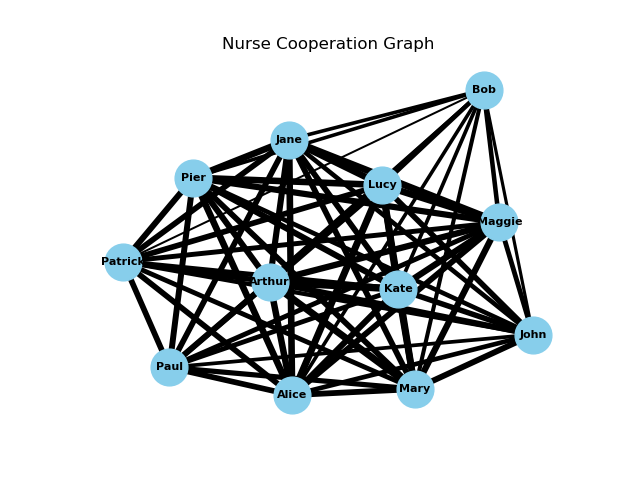 Nurse Cooperation Graph
Bob
Jane
Pier
Lucy
Maggie
Patrick
Arthur
Kate
John
Paul
Mary
Alice